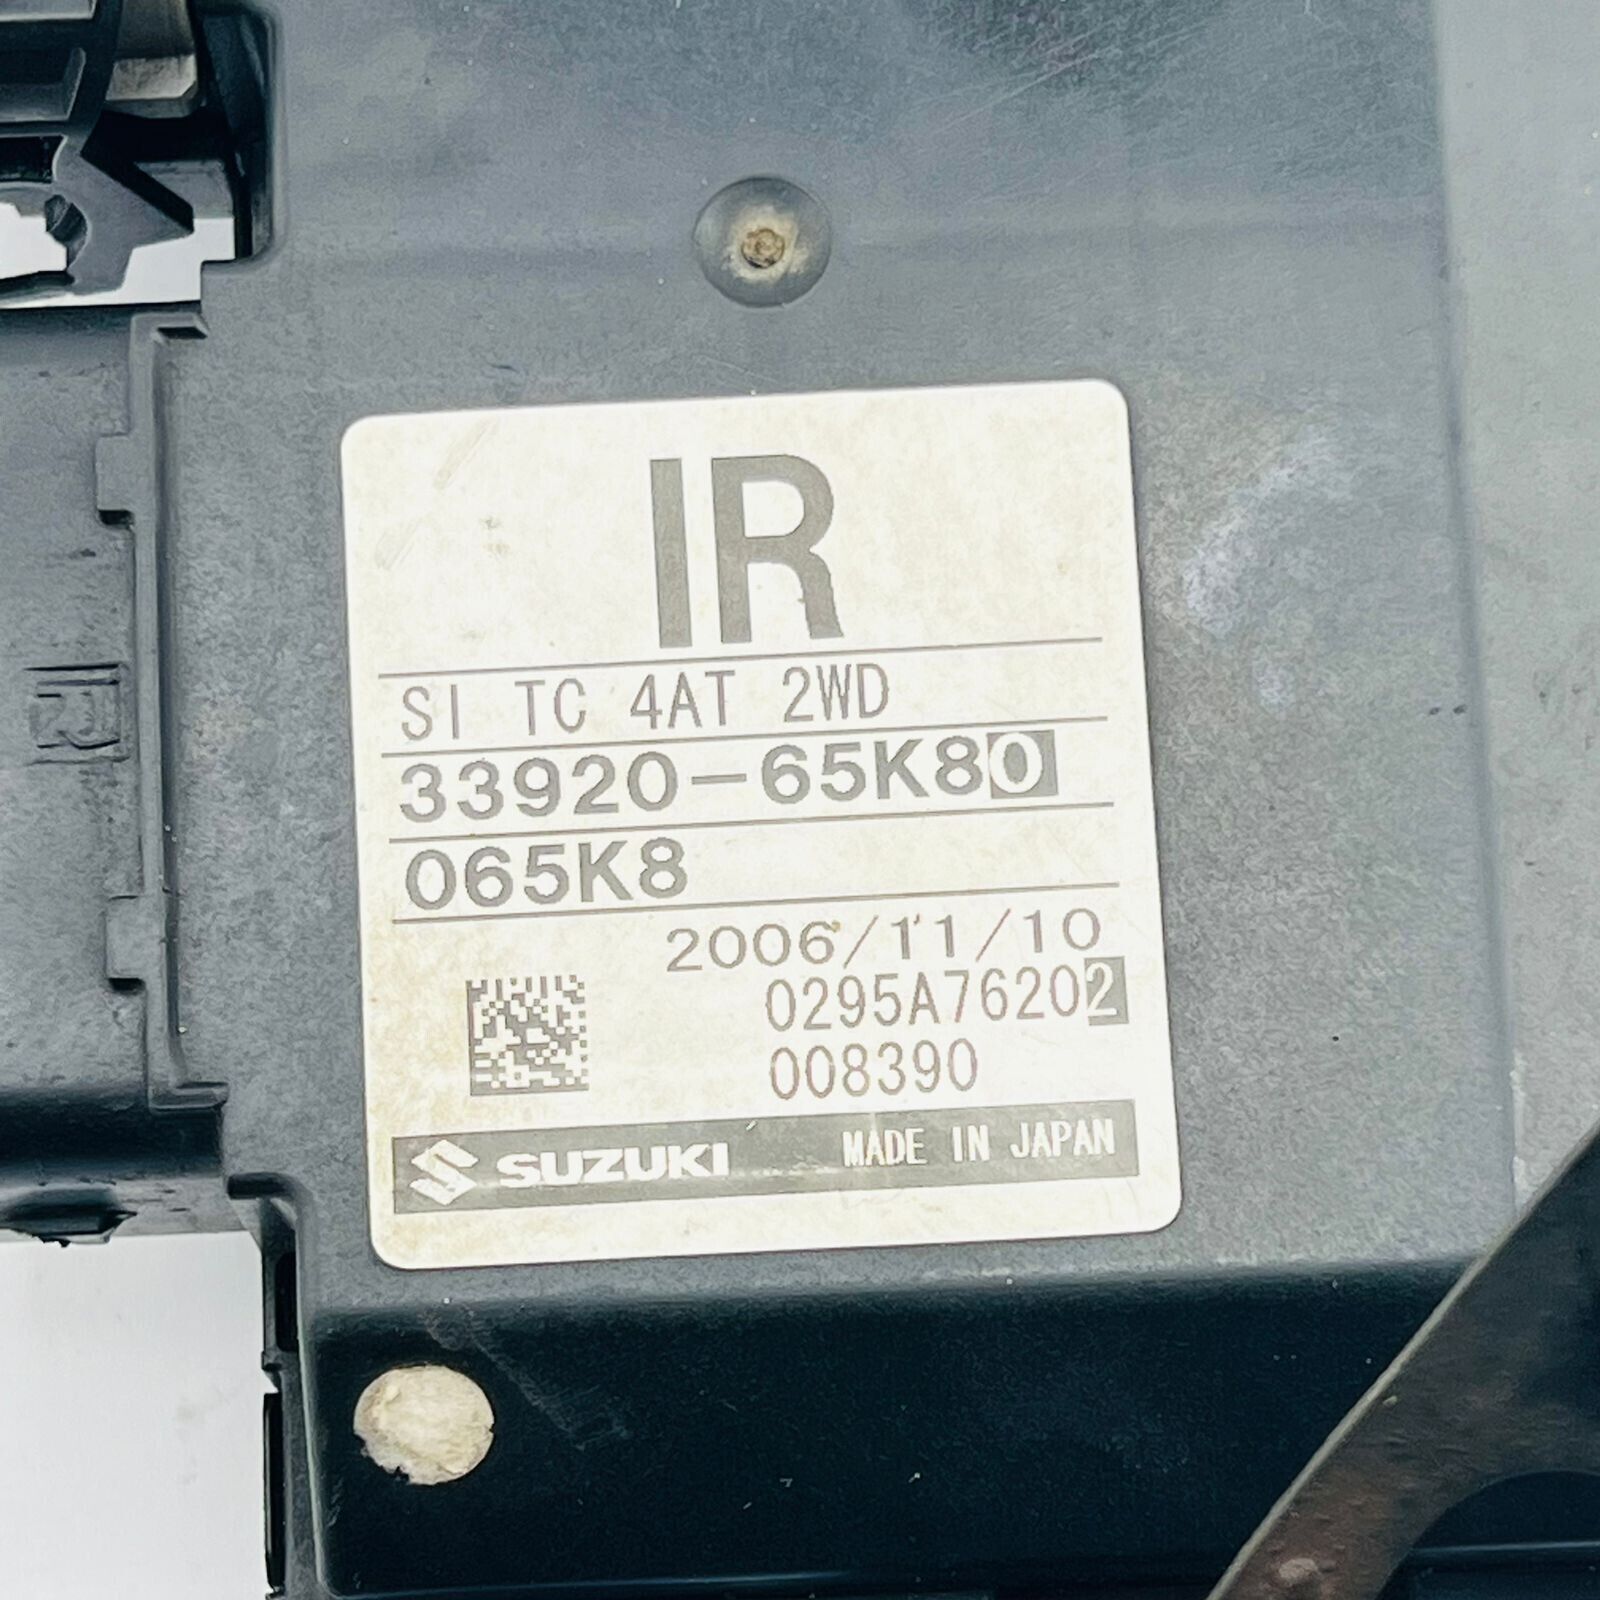 IR
SI TC 4AT 2WD
33920-65K80
065K8
2006/11/10
0295A76202
008390
SUZUKI MADE IN JAPAN